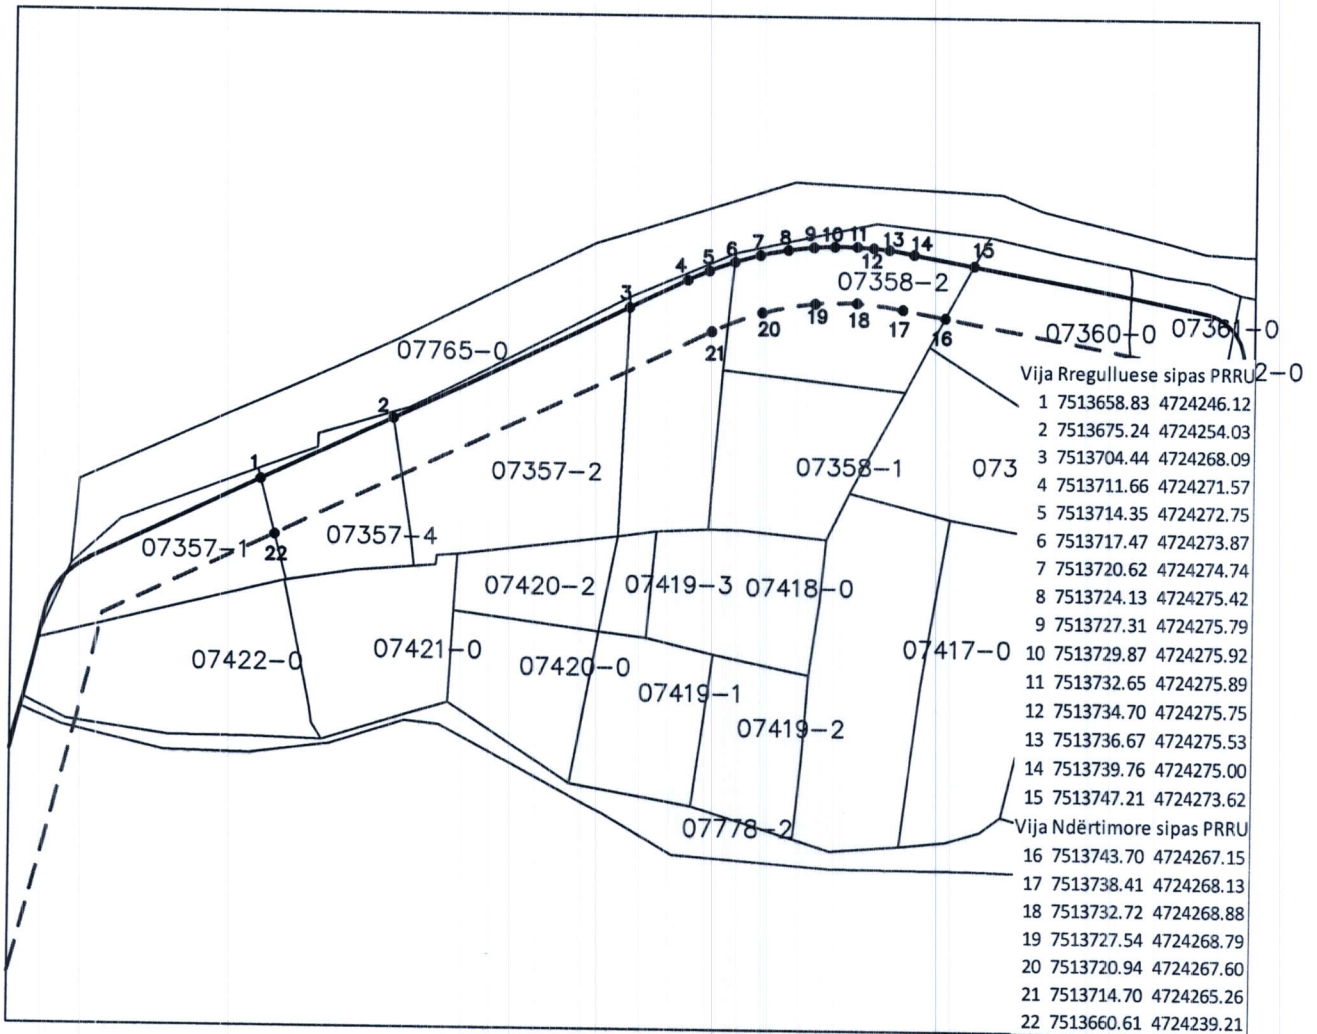 9 10 11
8 13 14
7 12 15
6
5
4 07358-2
3
20 19 18 17 16
21
07360-0 07361-0
07765-0
2-0
2
1
07357-2 07358-1 073
07357-1 07357-4
22
07420-2 07419-3 07418-0
07422-0 07421-0 07420-0 07417-0
07419-1
07419-2
07778-2
Vija Rregulluese sipas PRRU
1 7513658.83 4724246.12
2 7513675.24 4724254.03
3 7513704.44 4724268.09
4 7513711.66 4724271.57
5 7513714.35 4724272.75
6 7513717.47 4724273.87
7 7513720.62 4724274.74
8 7513724.13 4724275.42
9 7513727.31 4724275.79
10 7513729.87 4724275.92
11 7513732.65 4724275.89
12 7513734.70 4724275.75
13 7513736.67 4724275.53
14 7513739.76 4724275.00
15 7513747.21 4724273.62
Vija Ndërtimore sipas PRRU
16 7513743.70 4724267.15
17 7513738.41 4724268.13
18 7513732.72 4724268.88
19 7513727.54 4724268.79
20 7513720.94 4724267.60
21 7513714.70 4724265.26
22 7513660.61 4724239.21